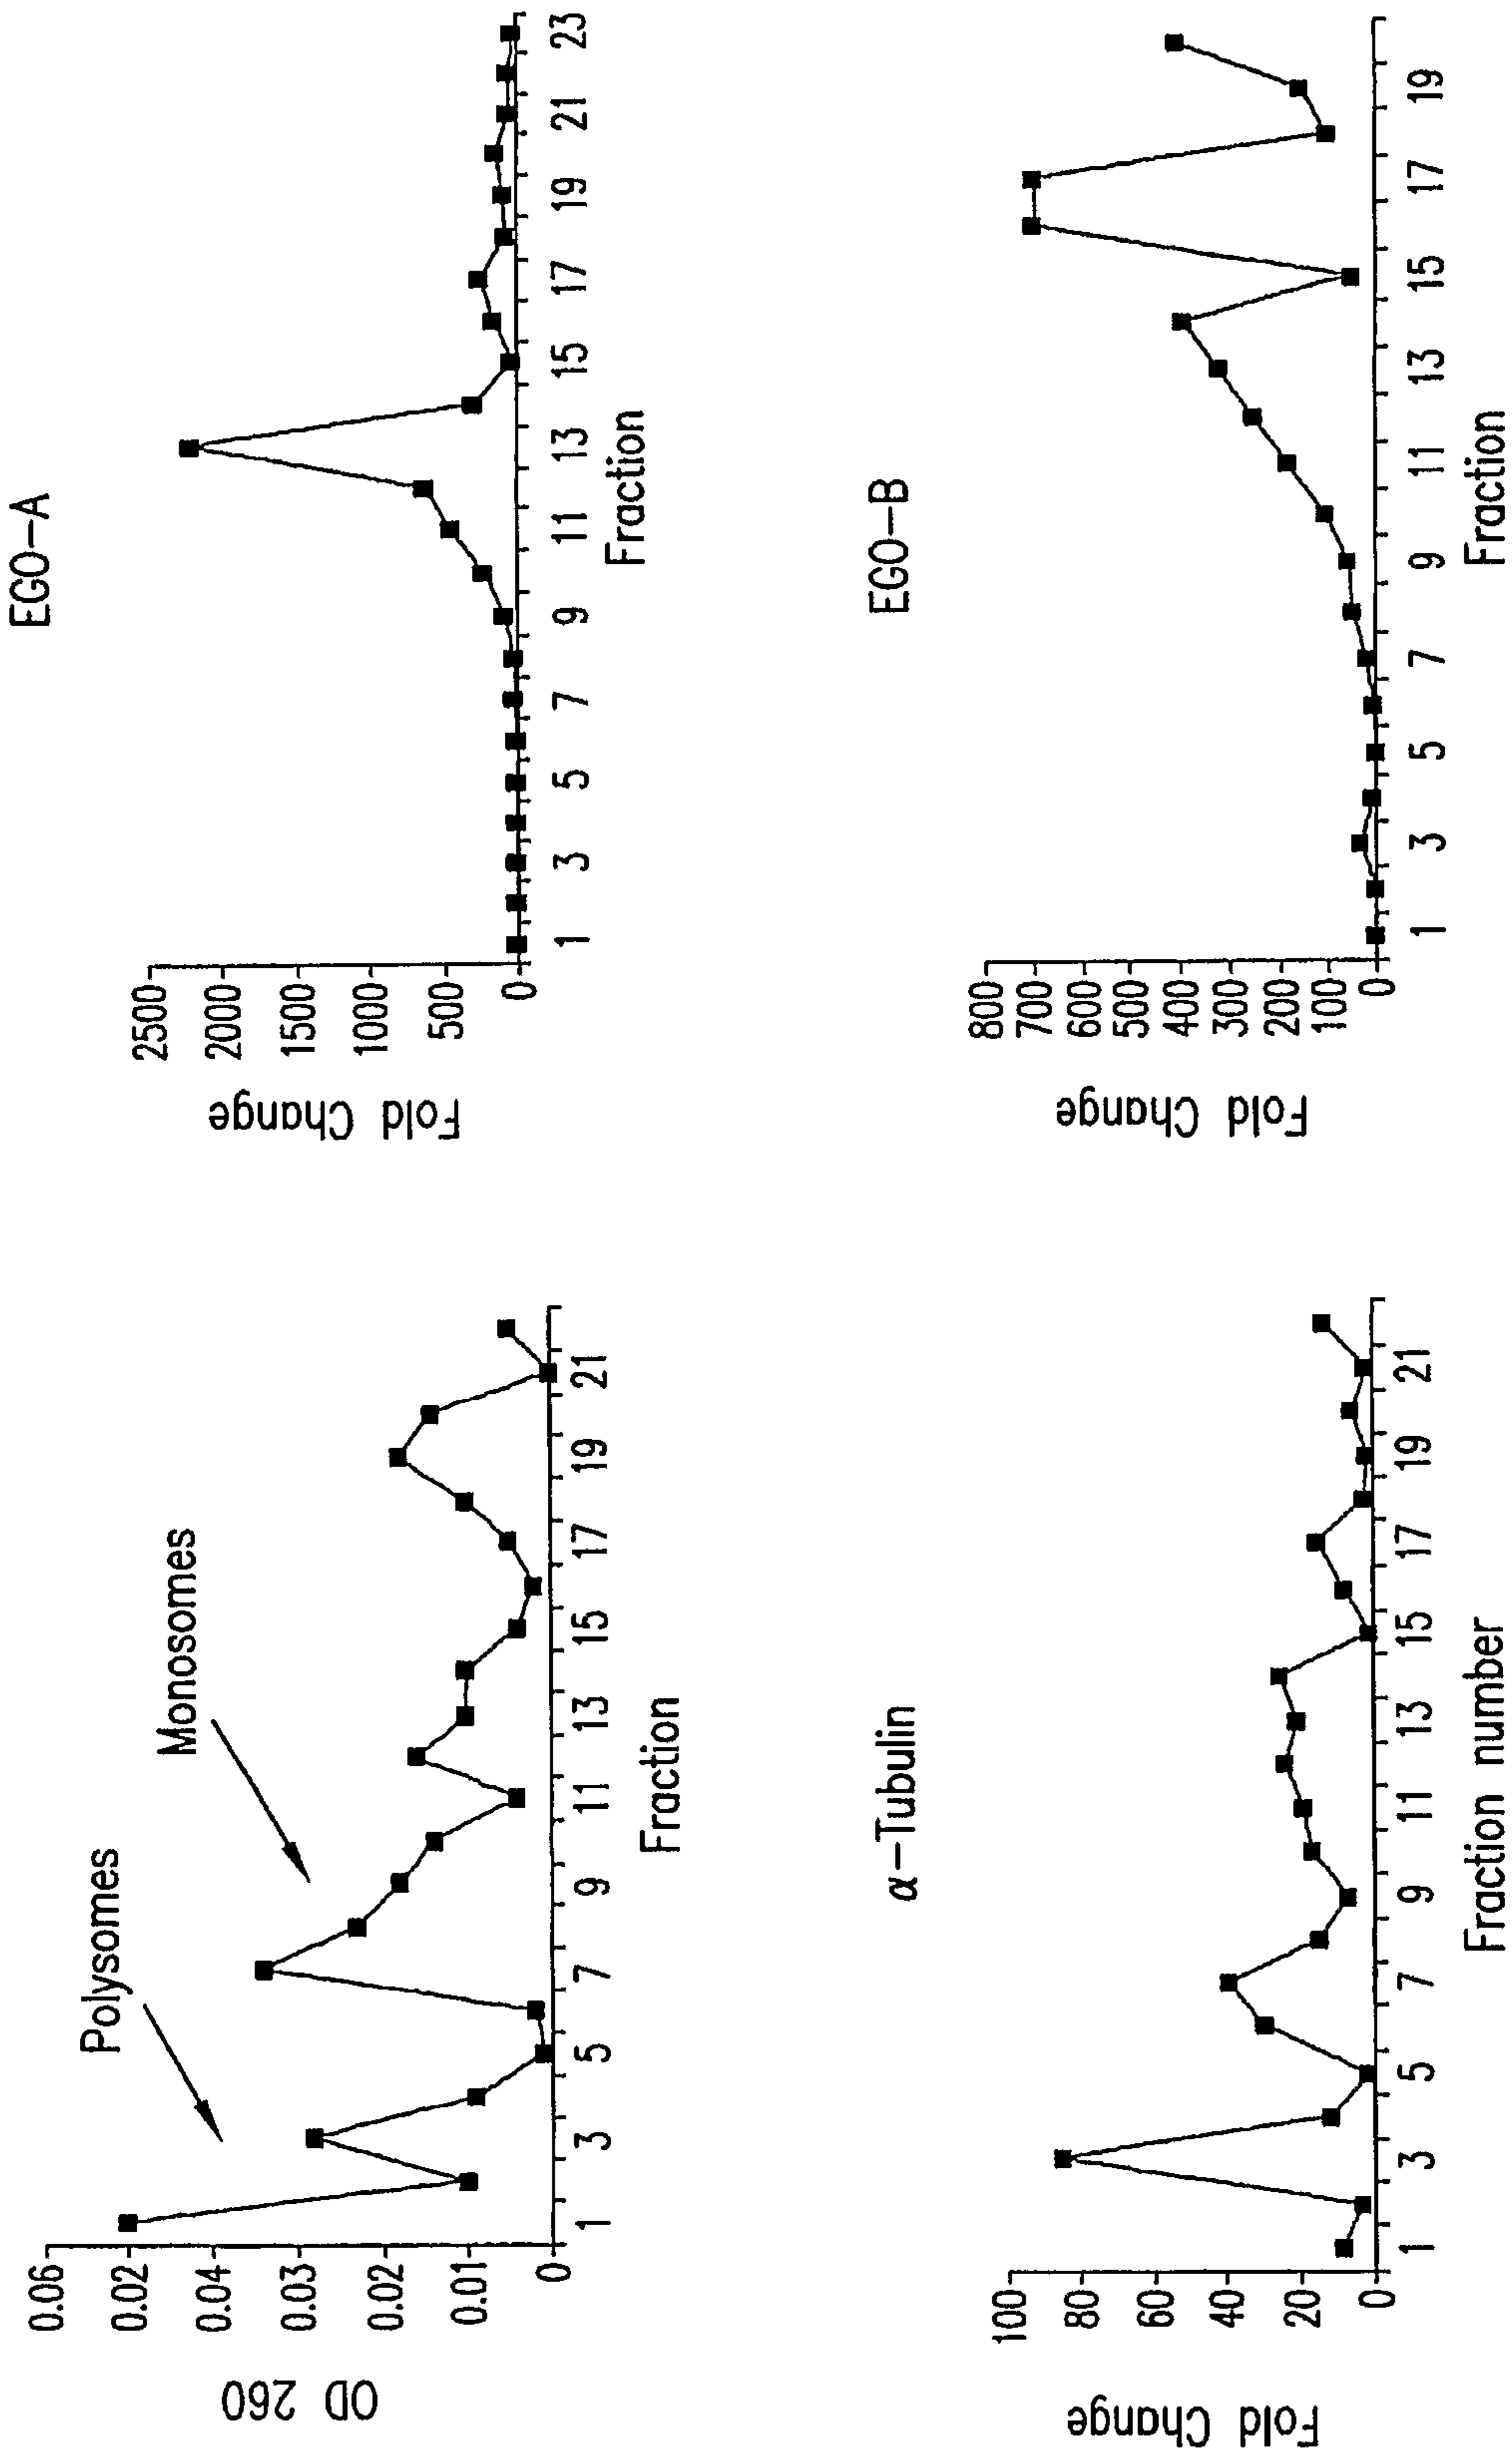 OD 260
0.06
0.02
0.04
0.03
0.02
0.01
0
Polysomes
Monosomes
1 3 5 7 9 11 13 15 17 19 21
Fraction
EGO-A
Fold Change
2500
2000
1500
1000
500
0
1 3 5 7 9 11 13 15 17 19 21 23
Fraction
α-Tubulin
Fold Change
100
80
60
40
20
0
1 3 5 7 9 11 13 15 17 19 21
Fraction number
EGO-B
Fold Change
800
700
600
500
400
300
200
100
0
1 3 5 7 9 11 13 15 17 19
Fraction